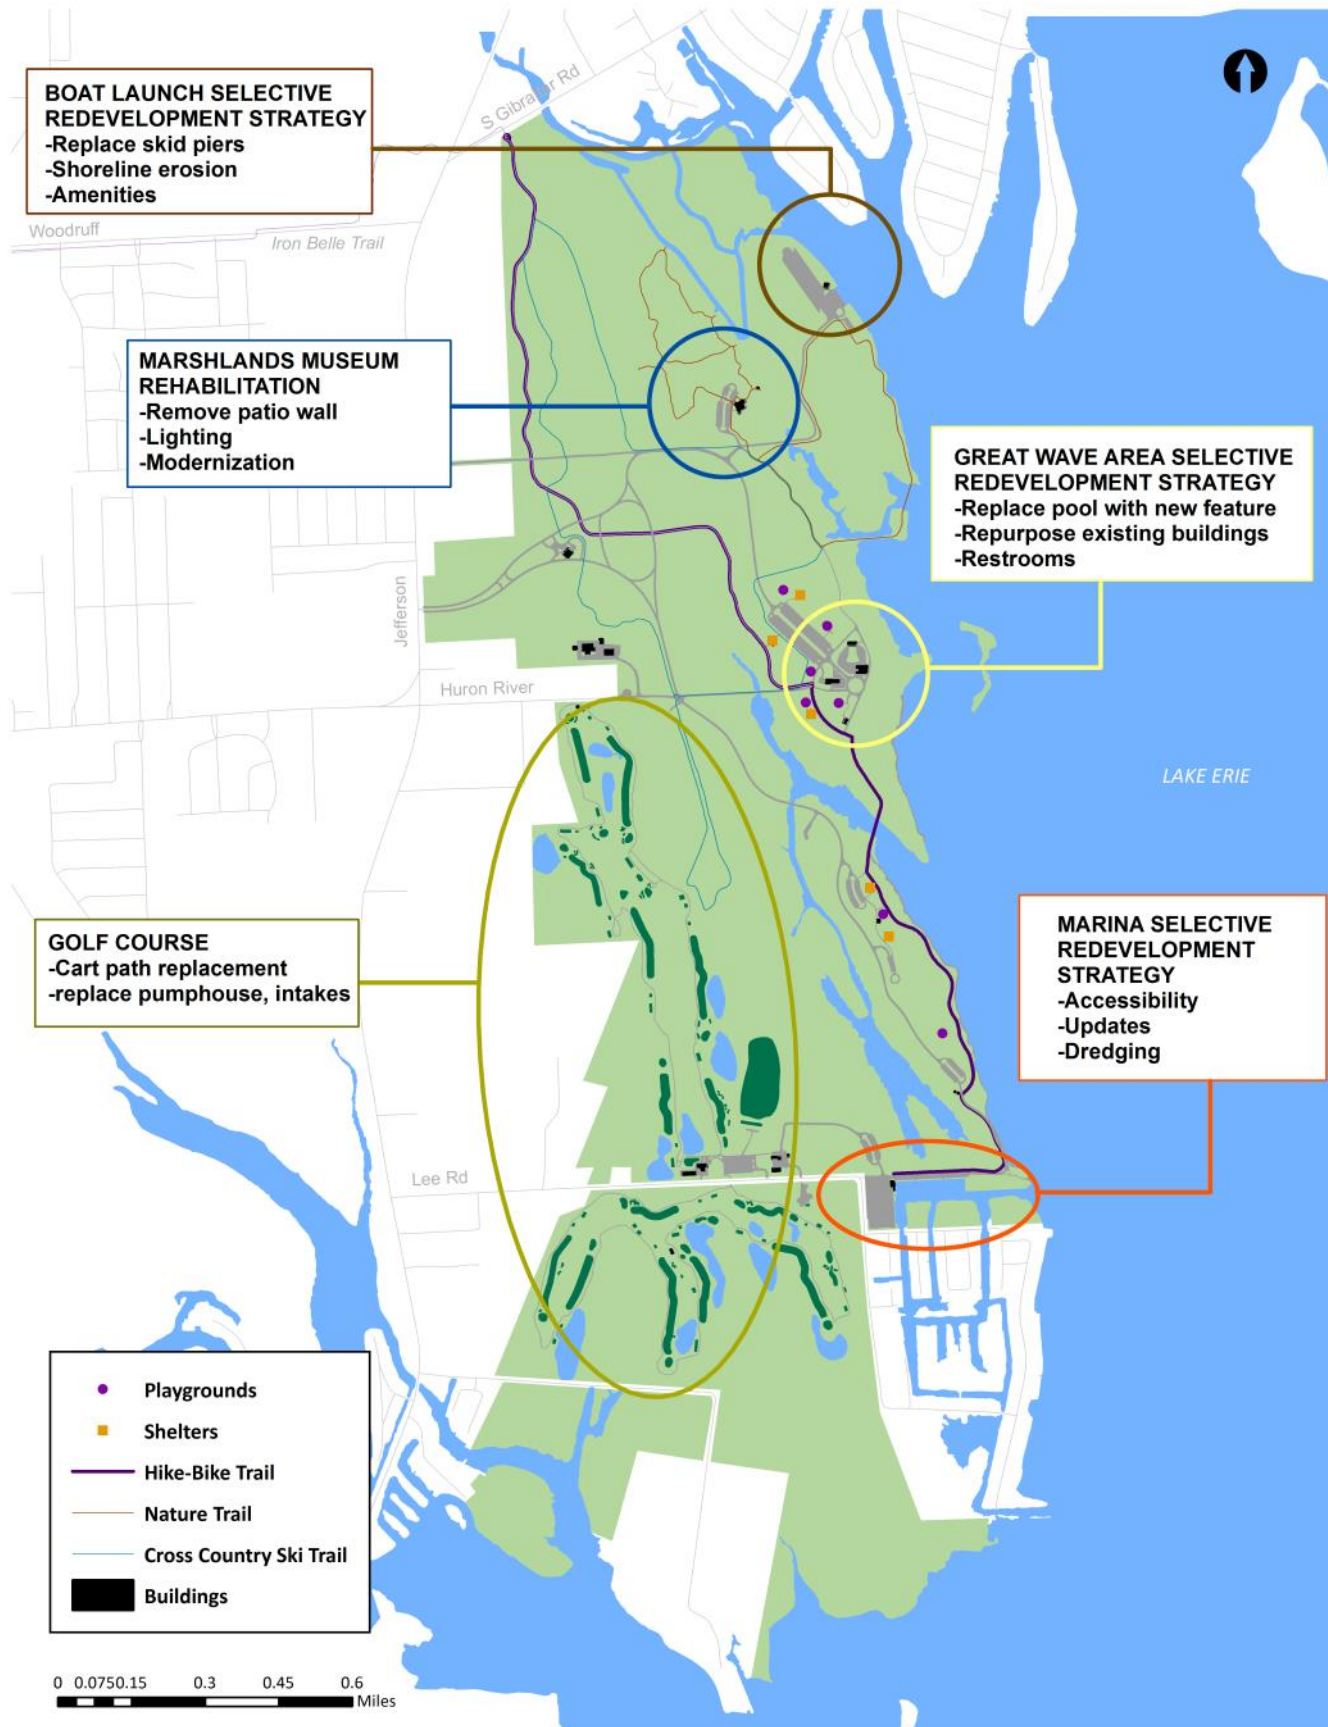 BOAT LAUNCH SELECTIVE
REDEVELOPMENT STRATEGY
-Replace skid piers
-Shoreline erosion
-Amenities
S Gibraltar Rd
Woodruff
Iron Belle Trail
MARSHLANDS MUSEUM
REHABILITATION
-Remove patio wall
-Lighting
-Modernization
GREAT WAVE AREA SELECTIVE
REDEVELOPMENT STRATEGY
-Replace pool with new feature
-Repurpose existing buildings
-Restrooms
Jefferson
Huron River
LAKE ERIE
GOLF COURSE
-Cart path replacement
-replace pumphouse, intakes
MARINA SELECTIVE
REDEVELOPMENT
STRATEGY
-Accessibility
-Updates
-Dredging
Lee Rd
Playgrounds
Shelters
Hike-Bike Trail
Nature Trail
Cross Country Ski Trail
Buildings
0 0.075 0.15 0.3 0.45 0.6
Miles